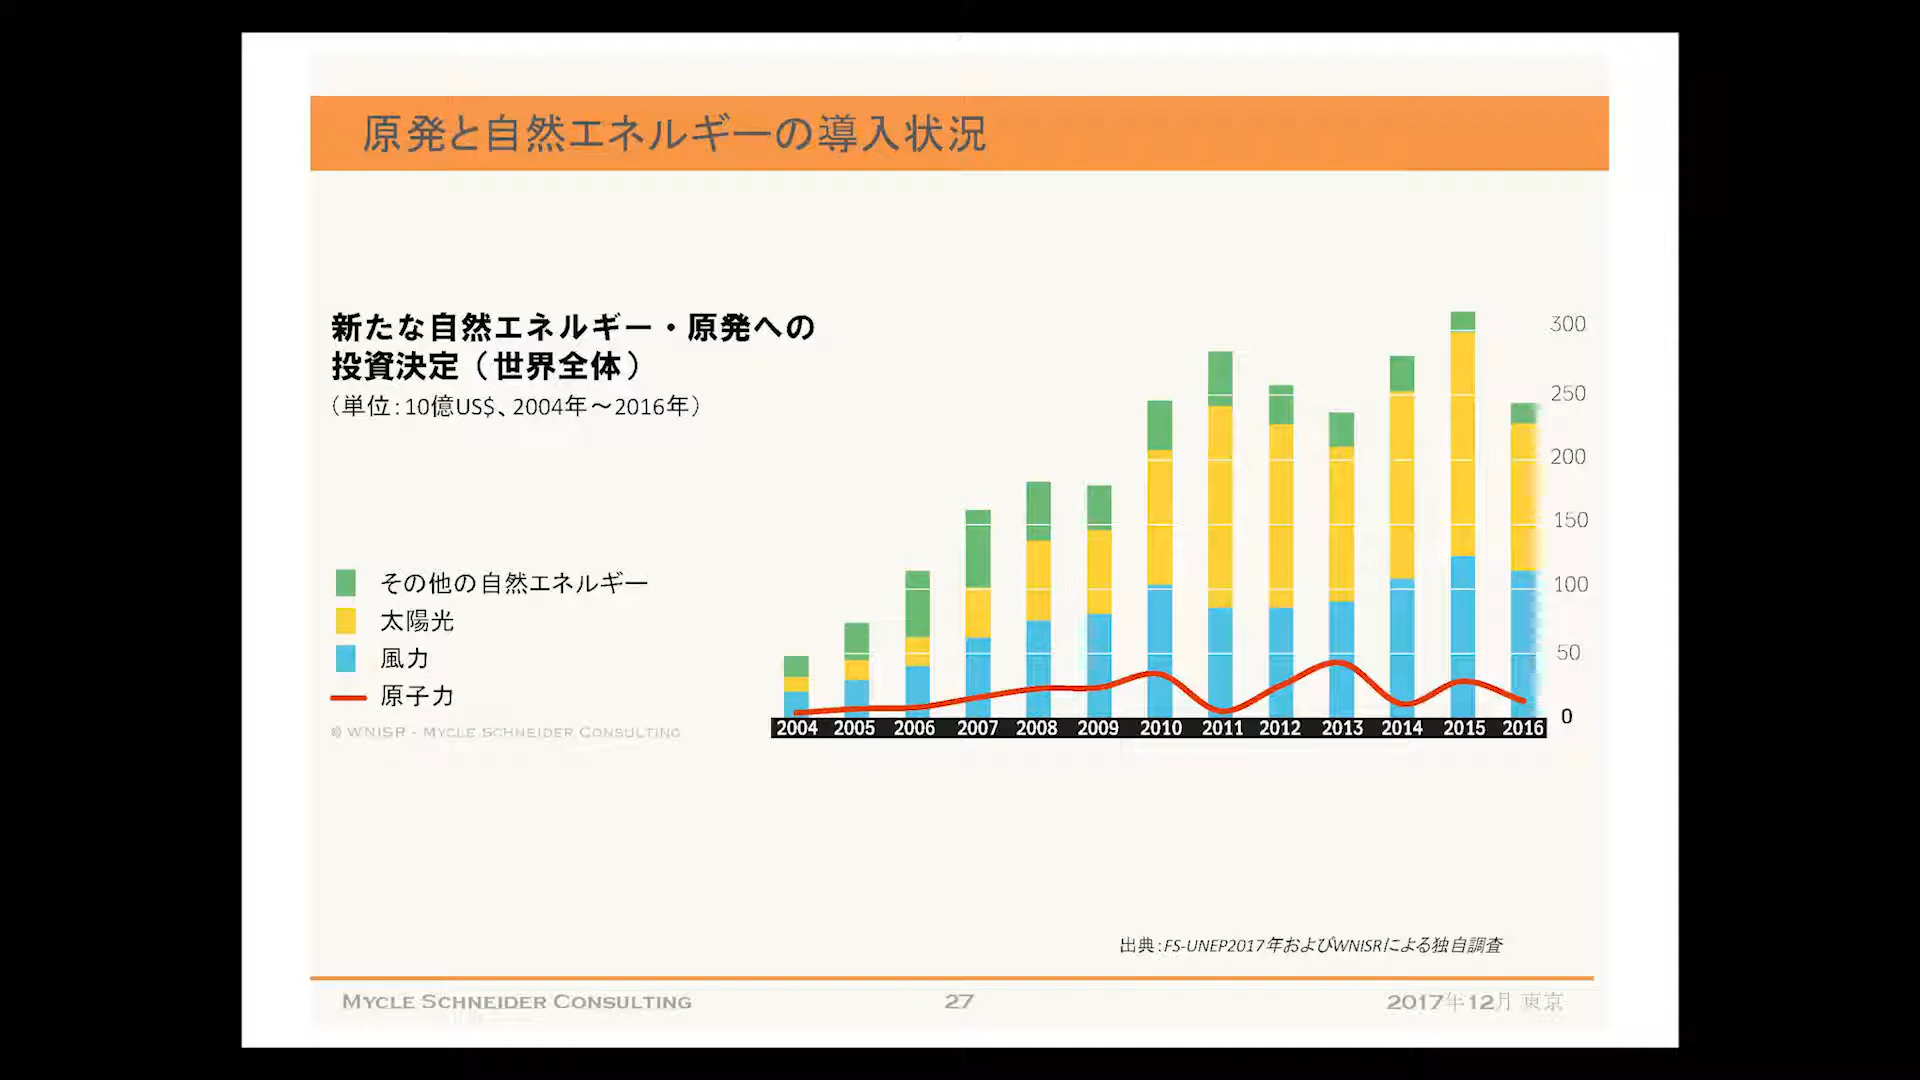 原発と自然エネルギーの導入状況
新たな自然エネルギー・原発への
投資決定（世界全体）
（単位：10億US$、2004年～2016年）
その他の自然エネルギー
太陽光
風力
原子力
© WNISR - MYCLE SCHNEIDER CONSULTING
300
250
200
150
100
50
0
2004 2005 2006 2007 2008 2009 2010 2011 2012 2013 2014 2015 2016
出典：FS-UNEP2017年およびWNISRによる独自調査
MYCLE SCHNEIDER CONSULTING
27
2017年12月 東京